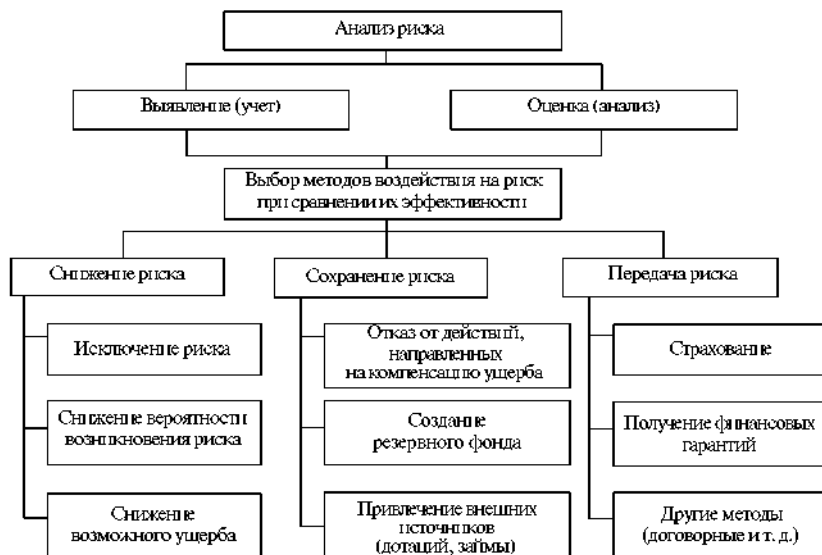 Анализ риска
Выявление (учет)
Оценка (анализ)
Выбор методов воздействия на риск
при сравнении их эффективности
Снижение риска
Сохранение риска
Передача риска
Исключение риска
Отказ от действий,
направленных
на компенсацию ущерба
Страхование
Снижение вероятности
возникновения риска
Создание
резервного фонда
Получение финансовых
гарантий
Снижение
возможного ущерба
Привлечение внешних
источников
(дотаций, займы)
Другие методы
(договорные и т. д.)